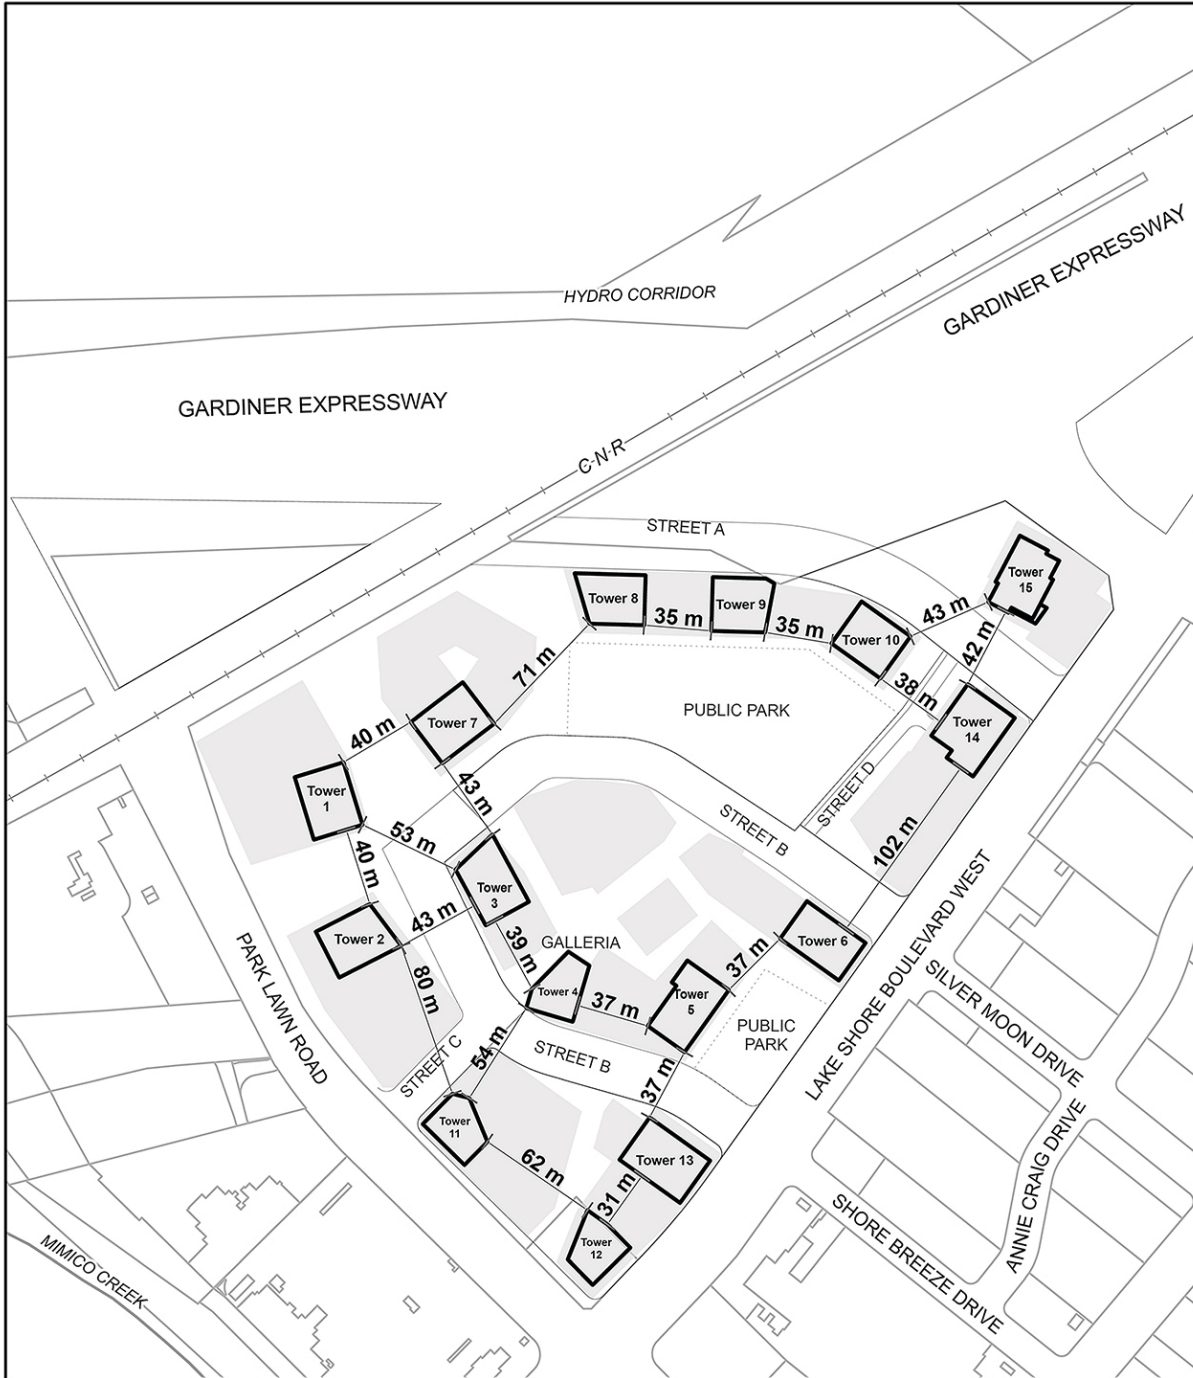 HYDRO CORRIDOR
GARDINER EXPRESSWAY
GARDINER EXPRESSWAY
C-N-R
STREET A
Tower
15
Tower 8
35 m
Tower 9
35 m
Tower 10
43 m
42 m
71 m
38 m
Tower 7
PUBLIC PARK
Tower
14
40 m
43 m
Tower
1
STREET D
STREET B
53 m
102 m
40 m
Tower
3
43 m
Tower 2
39 m
GALLERIA
Tower 6
37 m
80 m
Tower 4
37 m
Tower
5
PUBLIC
PARK
PARK LAWN ROAD
LAKE SHORE BOULEVARD WEST
SILVER MOON DRIVE
54 m
STREET B
STREET C
37 m
Tower
11
62 m
Tower 13
31 m
Tower
12
ANNIE CRAIG DRIVE
SHORE BREEZE DRIVE
MIMICO CREEK